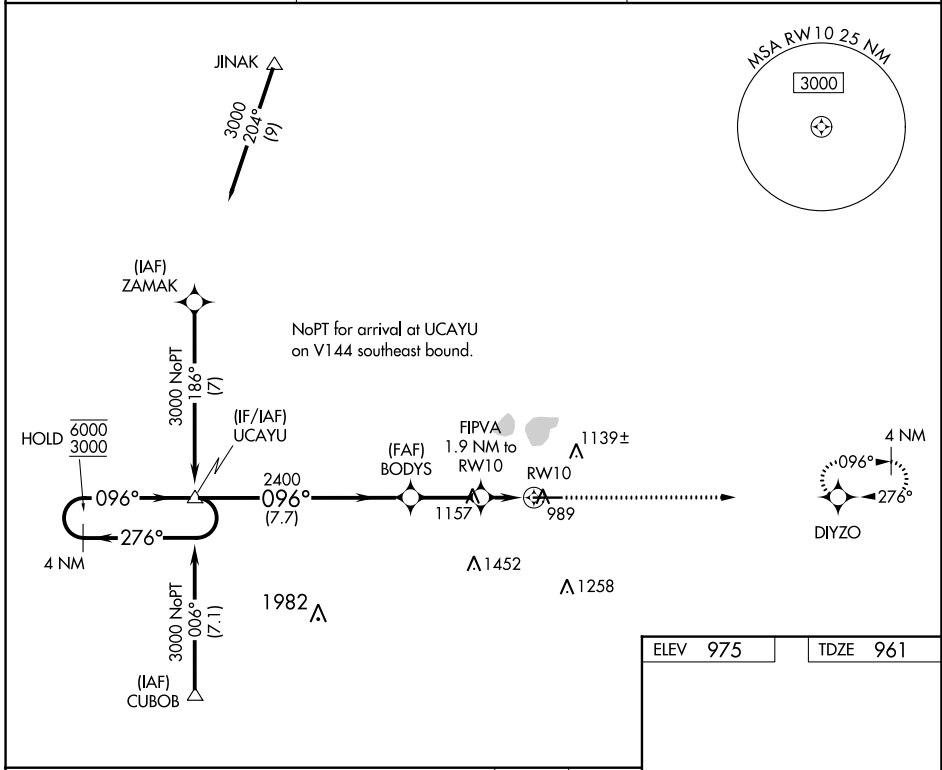 JINAK
3000
204°
(9)
MSA RW10 25 NM
3000
(IAF)
ZAMAK
3000 NoPT
186°
(7)
NoPT for arrival at UCAYU
on V144 southeast bound.
HOLD 6000
3000
(IF/IAF)
UCAYU
096°
276°
4 NM
2400
096°
(7.7)
(FAF)
BODYS
FIPVA
1.9 NM to
RW10
1157
RW10
989
1139±
4 NM
096°
276°
DIYZO
1452
1258
1982
3000 NoPT
006°
(7.1)
(IAF)
CUBOB
ELEV 975
TDZE 961